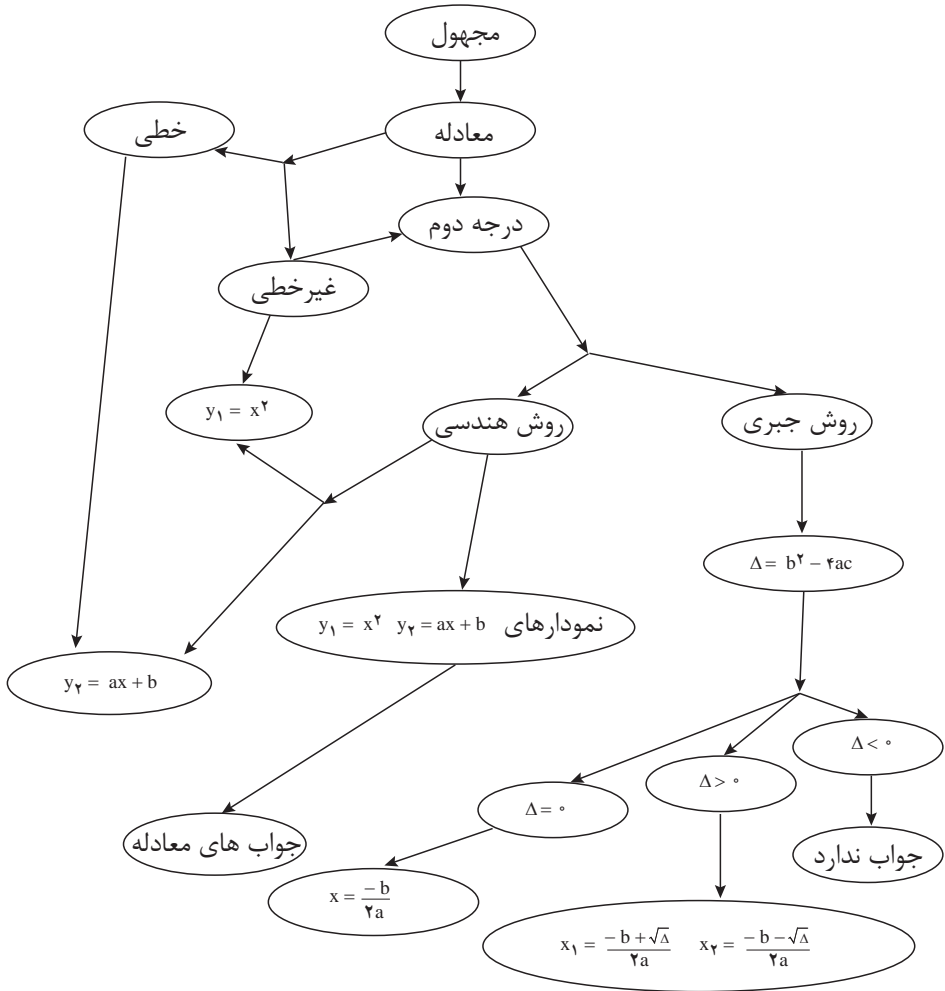 مجهول
خطی
معادله
درجه دوم
غیرخطی
y₁ = x²
روش هندسی
روش جبری
Δ = b² − ۴ac
نمودارهای y₁ = x² y₂ = ax + b
y₂ = ax + b
Δ < ۰
Δ > ۰
Δ = ۰
جواب های معادله
جواب ندارد
x = −b / ۲a
x₁ = (−b + √Δ) / ۲a x₂ = (−b − √Δ) / ۲a